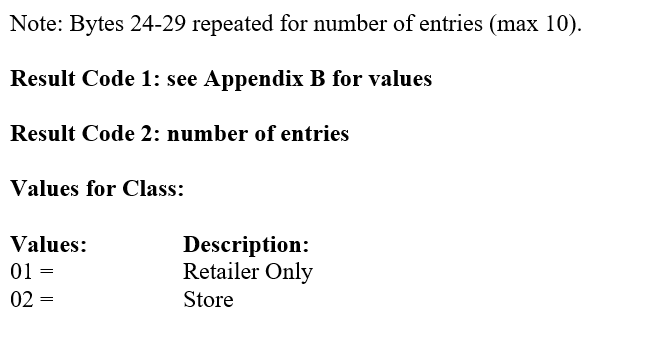 Note: Bytes 24-29 repeated for number of entries (max 10).
Result Code 1: see Appendix B for values
Result Code 2: number of entries
Values for Class:
Values: Description:
01 = Retailer Only
02 = Store